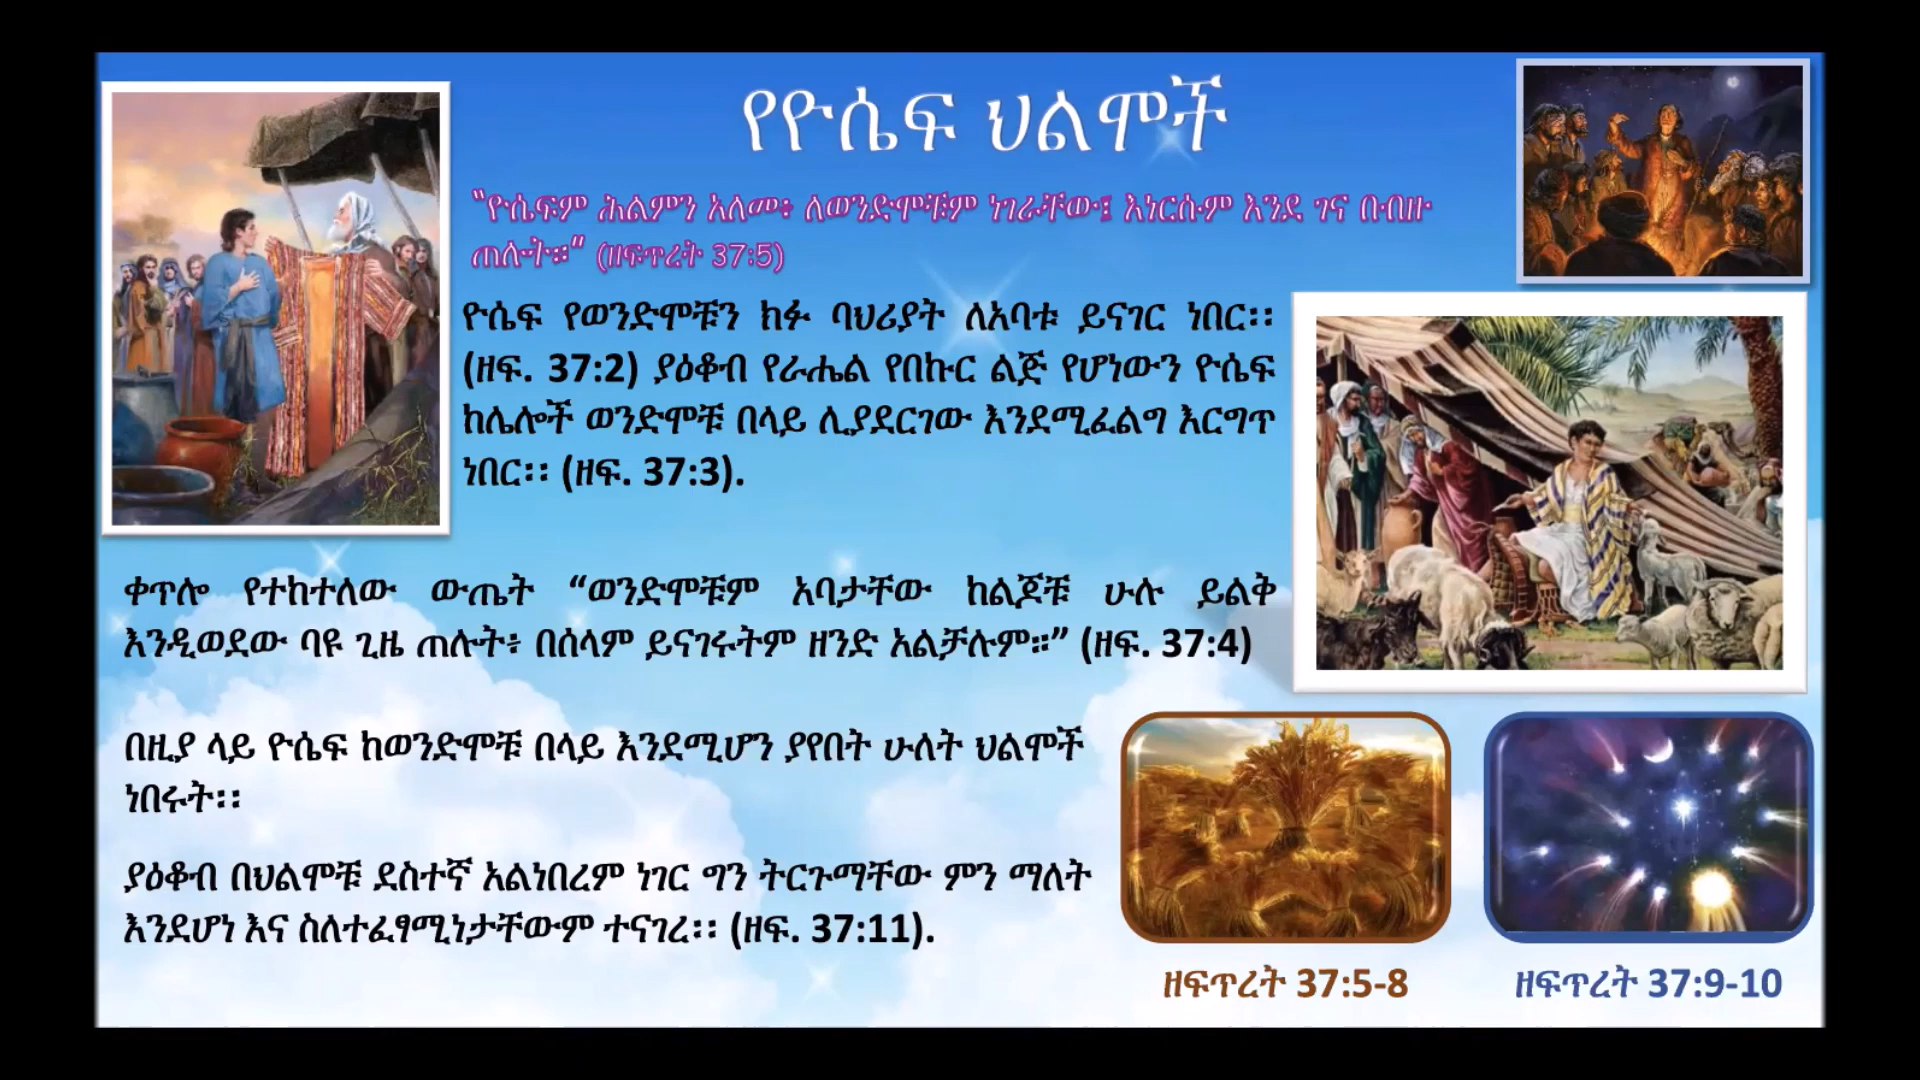 የዮሴፍ ህልሞች
"ዮሴፍም ሕልምን አለመ፥ ለወንድሞቹም ነገራቸው፤ እነርሱም እንደ ገና በብዙ
ጠሉት።" (ዘፍጥረት 37:5)
ዮሴፍ የወንድሞቹን ክፉ ባህሪያት ለአባቱ ይናገር ነበር፡፡
(ዘፍ. 37:2) ያዕቆብ የራሔል የበኩር ልጅ የሆነውን ዮሴፍ
ከሌሎች ወንድሞቹ በላይ ሊያደርገው እንደሚፈልግ እርግጥ
ነበር፡፡ (ዘፍ. 37:3).
ቀጥሎ የተከተለው ውጤት “ወንድሞቹም አባታቸው ከልጆቹ ሁሉ ይልቅ
እንዲወደው ባዩ ጊዜ ጠሉት፥ በሰላም ይናገሩትም ዘንድ አልቻሉም።” (ዘፍ. 37:4)
በዚያ ላይ ዮሴፍ ከወንድሞቹ በላይ እንደሚሆን ያየበት ሁለት ህልሞች
ነበሩት፡፡
ያዕቆብ በህልሞቹ ደስተኛ አልነበረም ነገር ግን ትርጉማቸው ምን ማለት
እንደሆነ እና ስለተፈፃሚነታቸውም ተናገረ፡፡ (ዘፍ. 37:11).
ዘፍጥረት 37:5-8
ዘፍጥረት 37:9-10